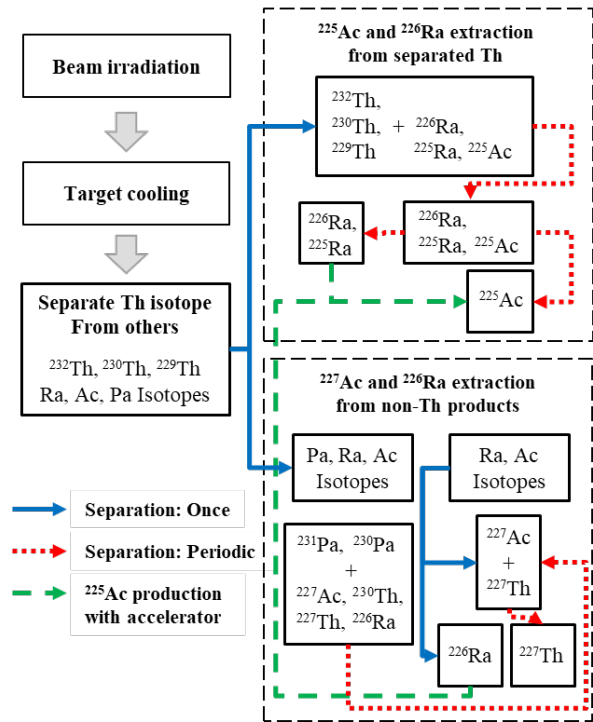 Beam irradiation
Target cooling
Separate Th isotope
From others
²³²Th, ²³⁰Th, ²²⁹Th
Ra, Ac, Pa Isotopes
²²⁵Ac and ²²⁶Ra extraction
from separated Th
²³²Th,
²³⁰Th, + ²²⁶Ra,
²²⁹Th ²²⁵Ra, ²²⁵Ac
²²⁶Ra,
²²⁵Ra
²²⁶Ra,
²²⁵Ra, ²²⁵Ac
²²⁵Ac
²²⁷Ac and ²²⁶Ra extraction
from non-Th products
Pa, Ra, Ac
Isotopes
Ra, Ac
Isotopes
²³¹Pa, ²³⁰Pa
+
²²⁷Ac, ²³⁰Th,
²²⁷Th, ²²⁶Ra
²²⁷Ac
+
²²⁷Th
²²⁶Ra
²²⁷Th
Separation: Once
Separation: Periodic
²²⁵Ac production
with accelerator